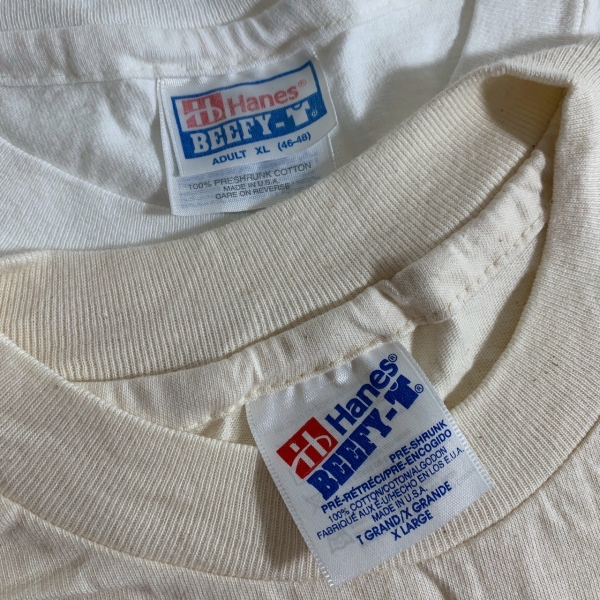 Hanes®
BEEFY-T®
ADULT XL (46-48)
100% PRESHRUNK COTTON
MADE IN U.S.A.
CARE ON REVERSE
Hanes®
BEEFY-T®
PRE-SHRUNK
PRÉ-RÉTRÉCI/PRE-ENCOGIDO
100% COTTON/COTON/ALGODON
FABRIQUÉ AUX É-U/HECHO EN LOS E.U.A.
MADE IN U.S.A.
T GRAND/X GRANDE
X LARGE